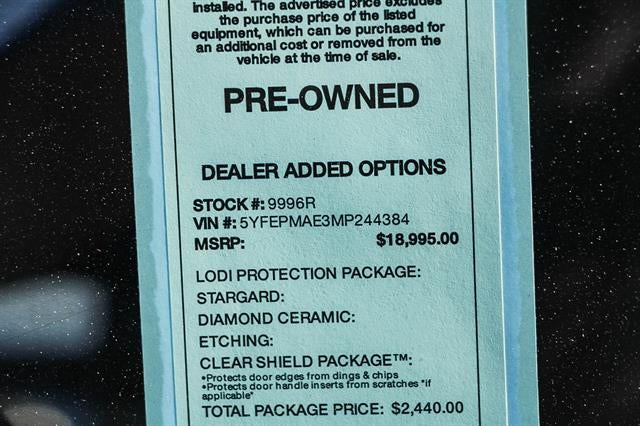 installed. The advertised price excludes
the purchase price of the listed
equipment, which can be purchased for
an additional cost or removed from the
vehicle at the time of sale.
PRE-OWNED
DEALER ADDED OPTIONS
STOCK #: 9996R
VIN #: 5YFEPMAE3MP244384
MSRP: $18,995.00
LODI PROTECTION PACKAGE:
STARGARD:
DIAMOND CERAMIC:
ETCHING:
CLEAR SHIELD PACKAGE™:
•Protects door edges from dings & chips
•Protects door handle inserts from scratches *if
applicable*
TOTAL PACKAGE PRICE: $2,440.00